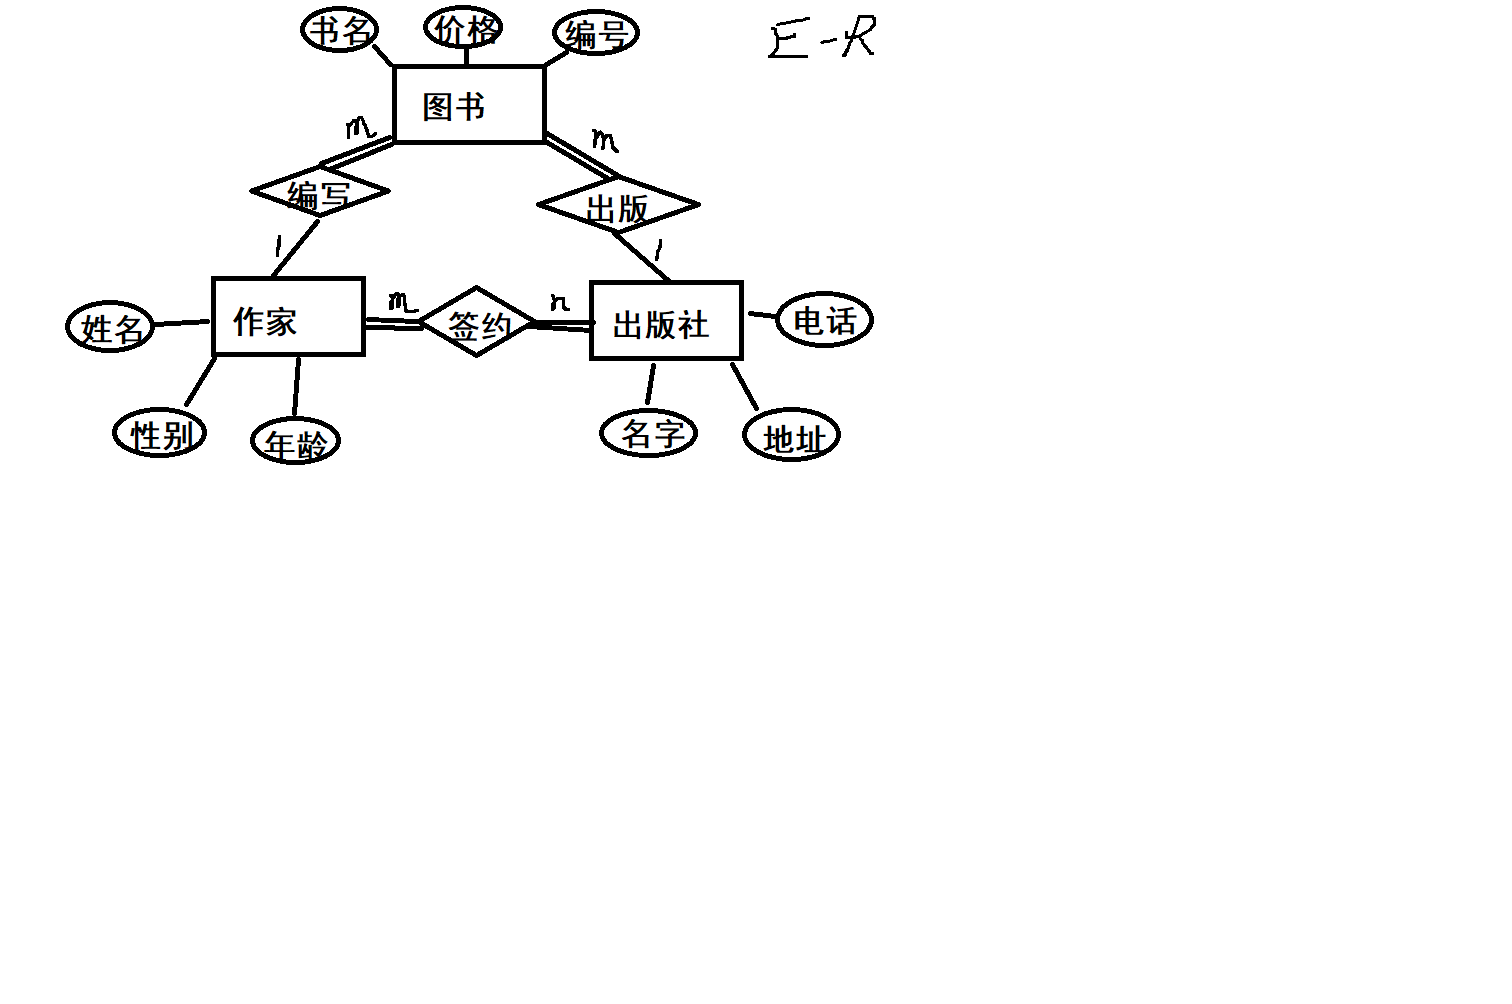 书名 价格 编号
E-R
图书
m m
编写 出版
1 1
作家 m 签约 n 出版社
姓名 电话
性别 年龄 名字 地址